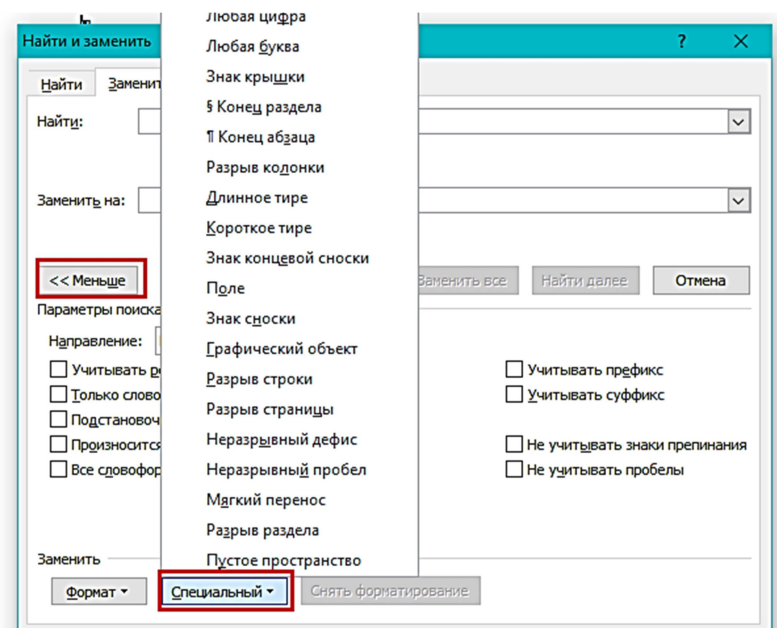 Любая цифра
Найти и заменить ? ×
Любая буква
Знак крышки
Найти Заменит
§ Конец раздела
Найти:
¶ Конец абзаца
Разрыв колонки
Длинное тире
Заменить на:
Короткое тире
Знак концевой сноски
<< Меньше Заменить все Найти далее Отмена
Поле
Параметры поиска
Знак сноски
Направление:
Графический объект
Учитывать ре Учитывать префикс
Разрыв строки
Только слово Учитывать суффикс
Разрыв страницы
Подстановоч
Неразрывный дефис
Произносится Не учитывать знаки препинания
Неразрывный пробел
Все словофор Не учитывать пробелы
Мягкий перенос
Разрыв раздела
Заменить
Пустое пространство
Формат Специальный Снять форматирование